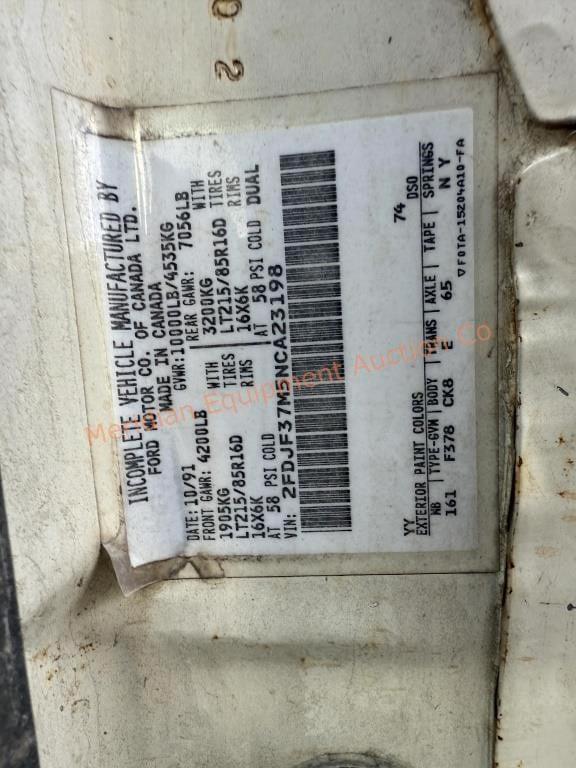 0 2
INCOMPLETE VEHICLE MANUFACTURED BY
FORD MOTOR CO. OF CANADA LTD.
MADE IN CANADA
DATE: 10/91 GVWR:10000LB/4535KG
FRONT GAWR: 4200LB REAR GAWR: 7056LB
1905KG WITH 3200KG WITH
LT215/85R16D TIRES LT215/85R16D TIRES
16X6K RIMS 16X6K RIMS
AT 58 PSI COLD AT 58 PSI COLD DUAL
VIN: 2FDJF37M5NCA23198
74
YY DSO
EXTERIOR PAINT COLORS
WB TYPE-GVW BODY TRANS AXLE TAPE SPRINGS
161 F378 CK8 E 65 N Y
▽F0TA-15204A10-FA
Meridian Equipment Auction Co